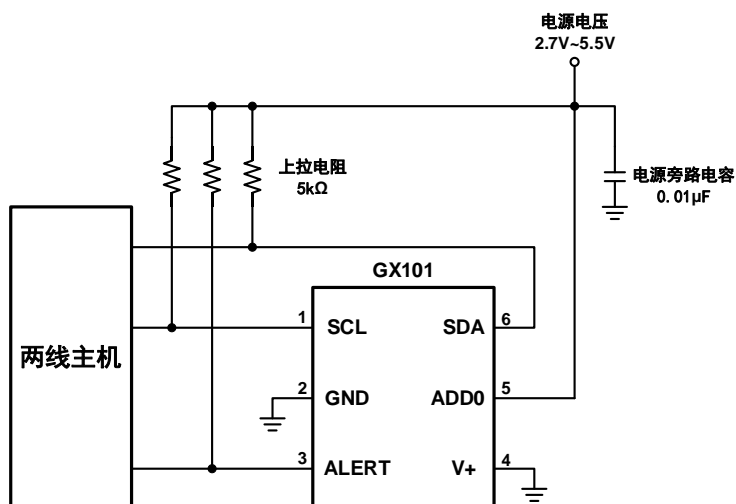 电源电压
2.7V~5.5V
上拉电阻
5kΩ
电源旁路电容
0.01µF
GX101
两线主机
1
SCL
SDA
6
2
GND
ADD0
5
3
ALERT
V+
4